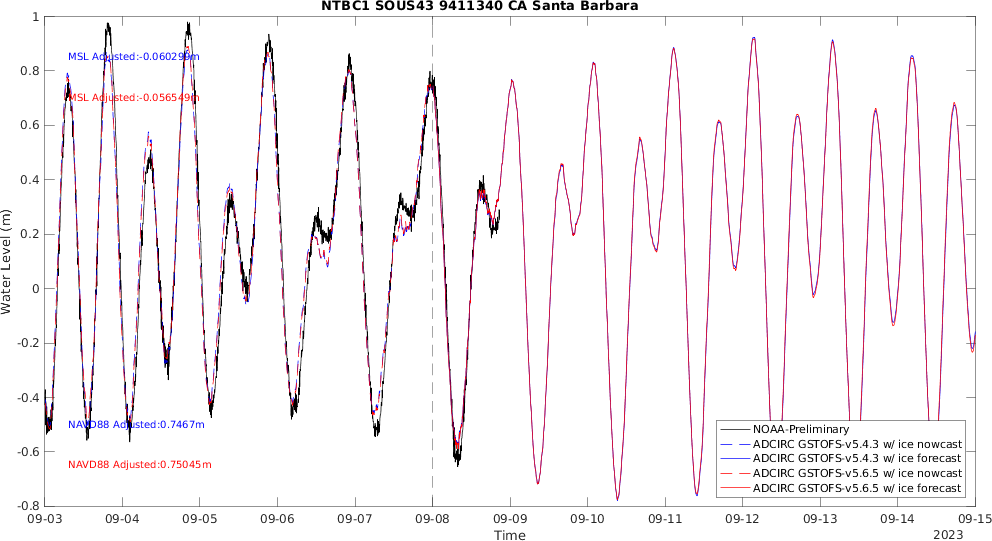 NTBC1 SOUS43 9411340 CA Santa Barbara
1
0.8
0.6
0.4
0.2
0
-0.2
-0.4
-0.6
-0.8
Water Level (m)
MSL Adjusted:-0.060299m
MSL Adjusted:-0.056549m
NAVD88 Adjusted:0.7467m
NAVD88 Adjusted:0.75045m
NOAA-Preliminary
ADCIRC GSTOFS-v5.4.3 w/ ice nowcast
ADCIRC GSTOFS-v5.4.3 w/ ice forecast
ADCIRC GSTOFS-v5.6.5 w/ ice nowcast
ADCIRC GSTOFS-v5.6.5 w/ ice forecast
09-03 09-04 09-05 09-06 09-07 09-08 09-09 09-10 09-11 09-12 09-13 09-14 09-15
Time
2023